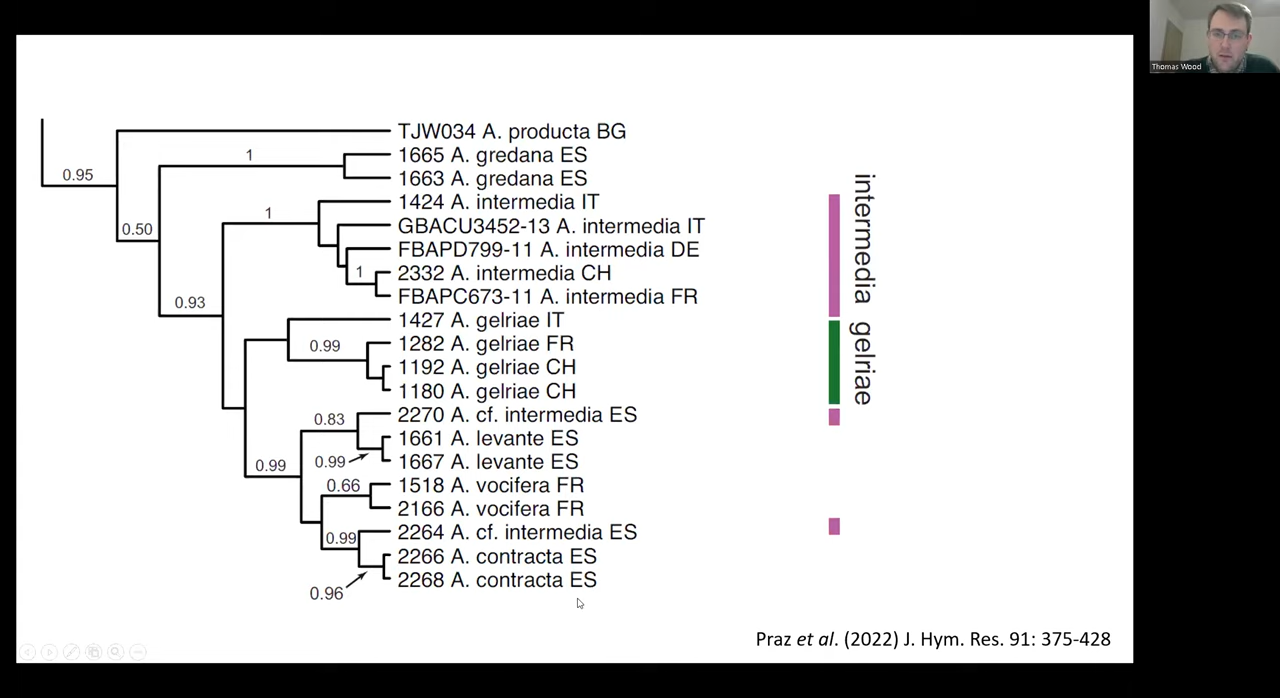 Thomas Wood
TJW034 A. producta BG
1665 A. gredana ES
1663 A. gredana ES
1424 A. intermedia IT
GBACU3452-13 A. intermedia IT
FBAPD799-11 A. intermedia DE
2332 A. intermedia CH
FBAPC673-11 A. intermedia FR
1427 A. gelriae IT
1282 A. gelriae FR
1192 A. gelriae CH
1180 A. gelriae CH
2270 A. cf. intermedia ES
1661 A. levante ES
1667 A. levante ES
1518 A. vocifera FR
2166 A. vocifera FR
2264 A. cf. intermedia ES
2266 A. contracta ES
2268 A. contracta ES
0.95
1
0.50
1
0.93
1
0.99
0.83
0.99
0.99
0.66
0.99
0.96
intermedia
gelriae
Praz et al. (2022) J. Hym. Res. 91: 375-428